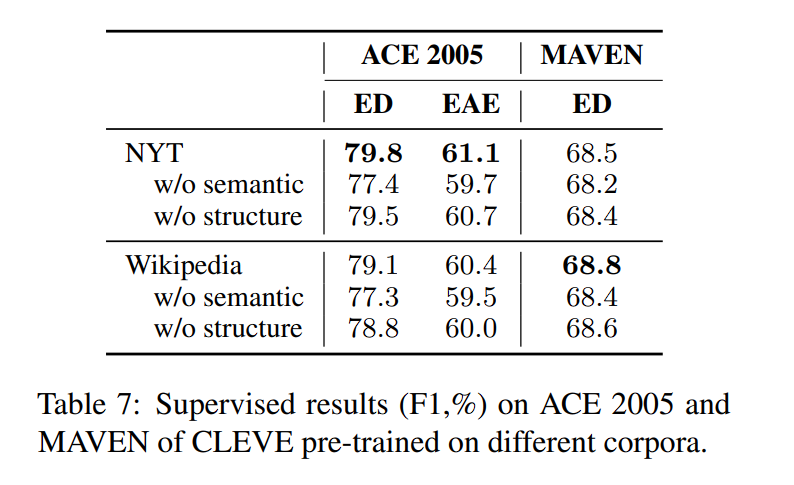 ACE 2005 MAVEN
ED EAE ED
NYT 79.8 61.1 68.5
w/o semantic 77.4 59.7 68.2
w/o structure 79.5 60.7 68.4
Wikipedia 79.1 60.4 68.8
w/o semantic 77.3 59.5 68.4
w/o structure 78.8 60.0 68.6
Table 7: Supervised results (F1,%) on ACE 2005 and
MAVEN of CLEVE pre-trained on different corpora.